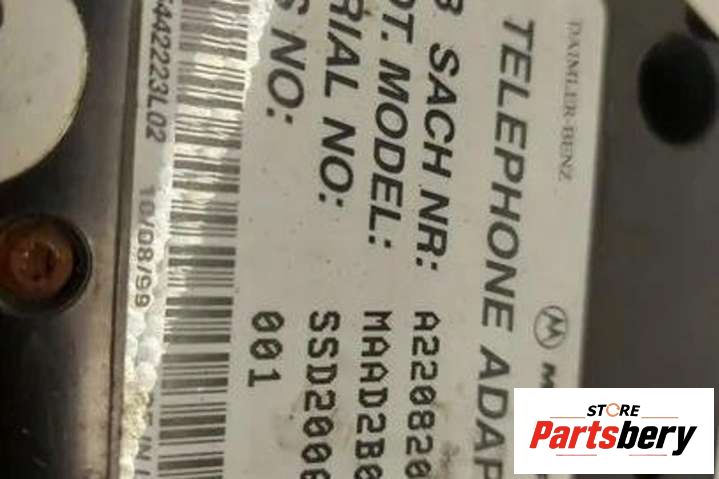 DAIMLER-BENZ
TELEPHONE ADAP
B SACH NR: A220820
OT. MODEL: MAAD2B0
RIAL NO: SSD200
S NO: 001
442223L02 10/08/99
STORE
Partsbery